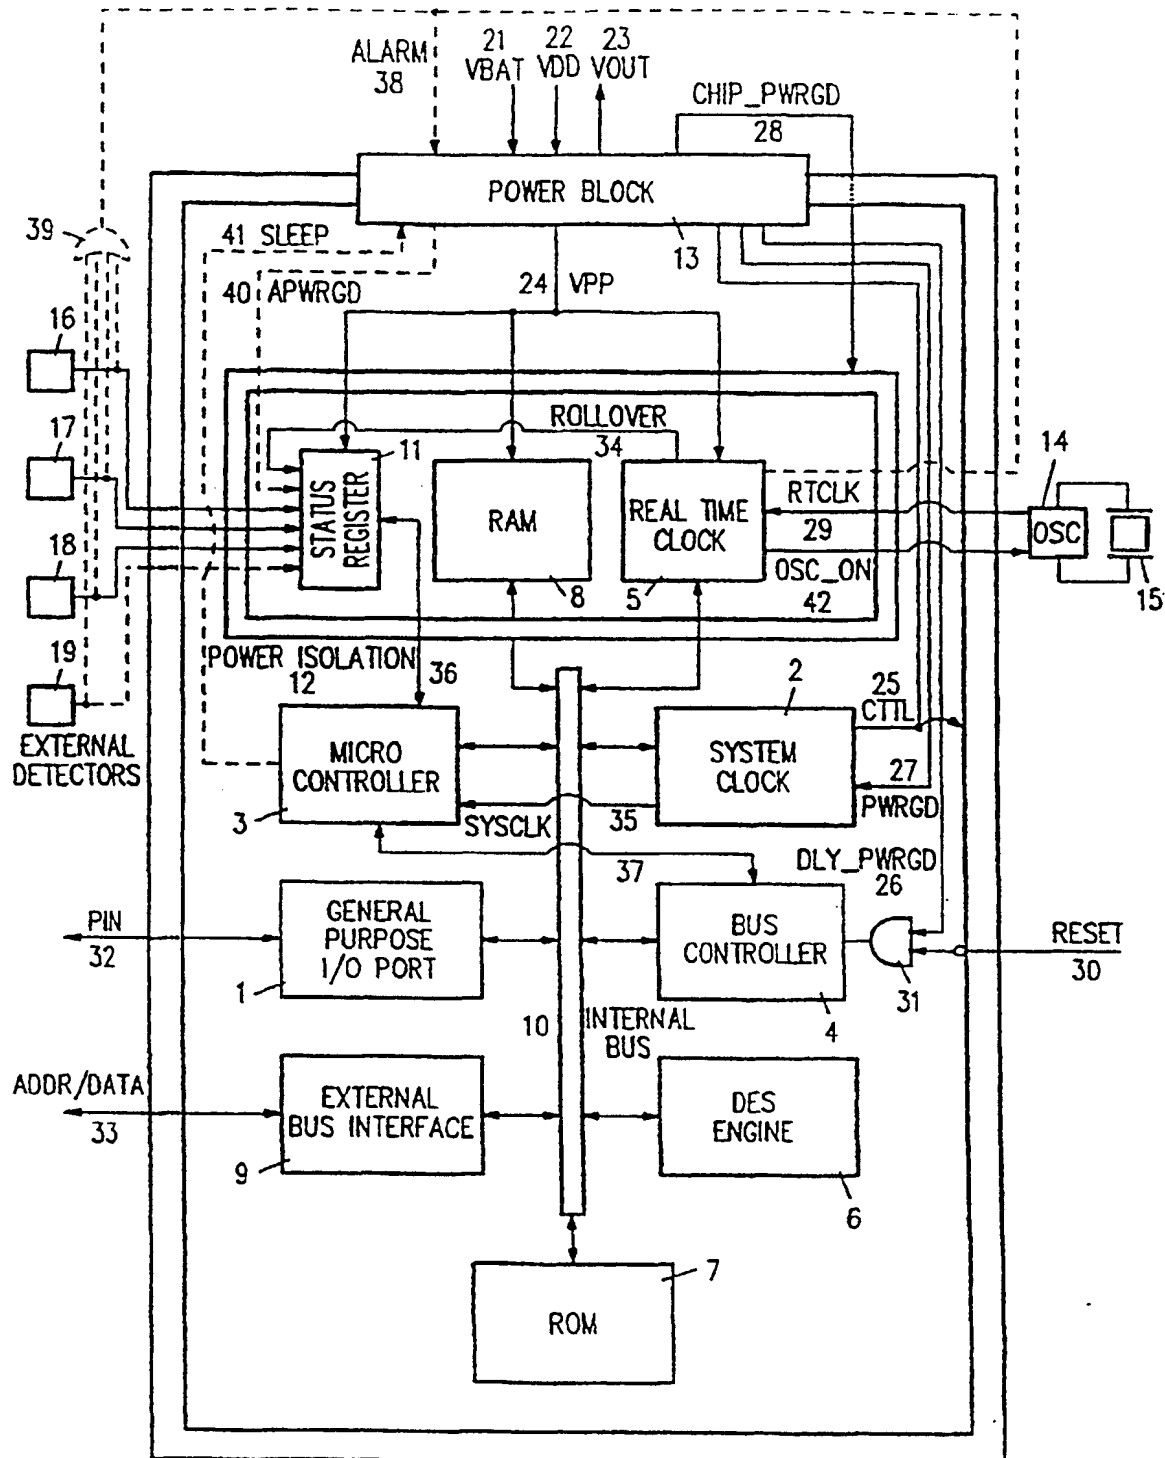 21
22
23
ALARM
38
VBAT
VDD
VOUT
CHIP_PWRGD
28
POWER BLOCK
13
39
41 SLEEP
40 APWRGD
24 VPP
16
17
18
19
EXTERNAL
DETECTORS
ROLLOVER
34
11
STATUS
REGISTER
RAM
8
REAL TIME
CLOCK
5
RTCLK
29
OSC_ON
42
14
OSC
15
POWER ISOLATION
12
36
2
25
CTTL
MICRO
CONTROLLER
3
SYSTEM
CLOCK
27
PWRGD
SYSCLK
35
37
DLY_PWRGD
26
PIN
32
GENERAL
PURPOSE
I/O PORT
1
BUS
CONTROLLER
4
31
RESET
30
10
INTERNAL
BUS
ADDR/DATA
33
EXTERNAL
BUS INTERFACE
9
DES
ENGINE
6
7
ROM